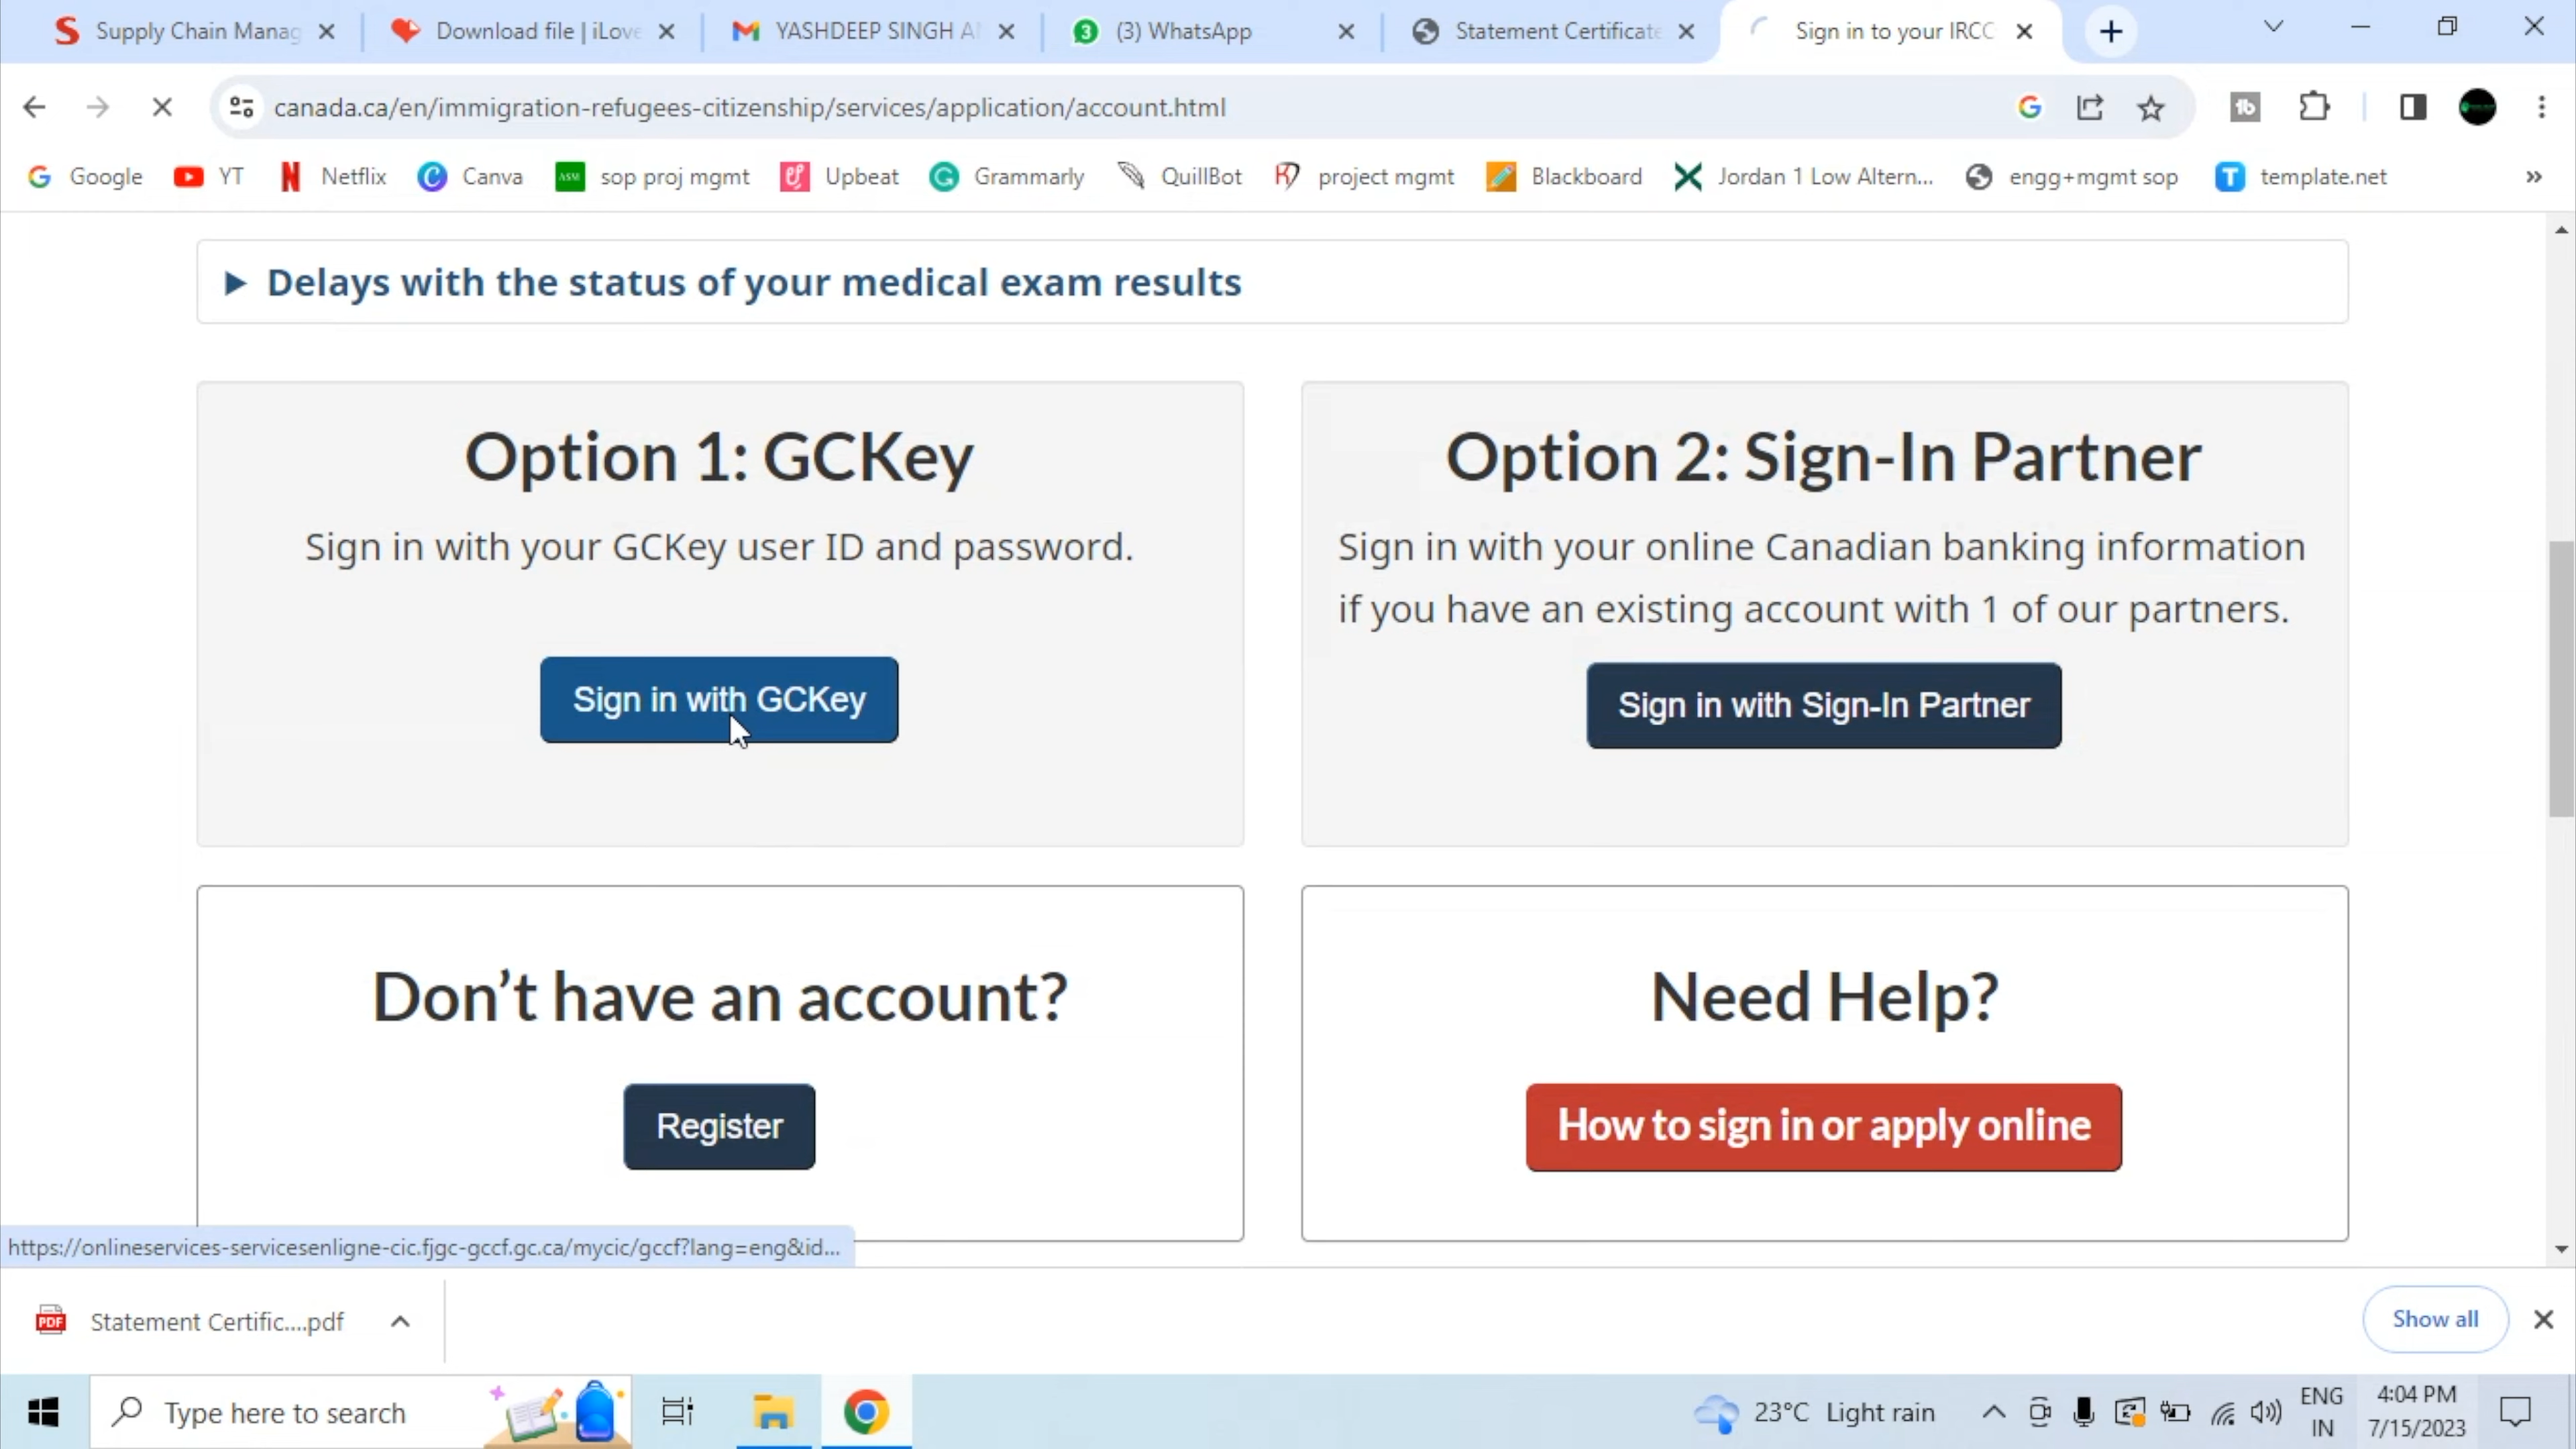 Supply Chain Manag
Download file | iLove
YASHDEEP SINGH A
(3) WhatsApp
Statement Certificate
Sign in to your IRCC
canada.ca/en/immigration-refugees-citizenship/services/application/account.html
Google
YT
Netflix
Canva
sop proj mgmt
Upbeat
Grammarly
QuillBot
project mgmt
Blackboard
Jordan 1 Low Altern...
engg+mgmt sop
template.net
Delays with the status of your medical exam results
Option 1: GCKey
Sign in with your GCKey user ID and password.
Sign in with GCKey
Option 2: Sign-In Partner
Sign in with your online Canadian banking information
if you have an existing account with 1 of our partners.
Sign in with Sign-In Partner
Don’t have an account?
Register
Need Help?
How to sign in or apply online
https://onlineservices-servicesenligne-cic.fjgc-gccf.gc.ca/mycic/gccf?lang=eng&id...
PDF
Statement Certific....pdf
Show all
Type here to search
23°C Light rain
ENG
IN
4:04 PM
7/15/2023